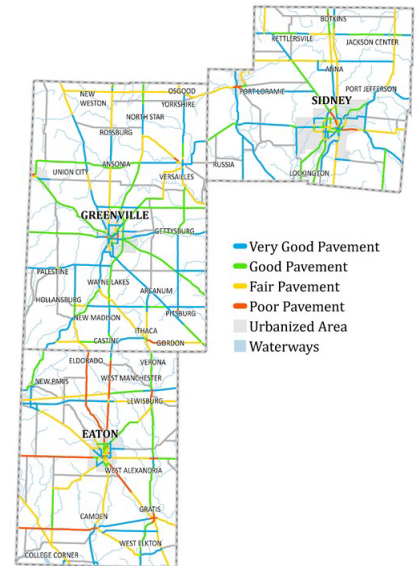 BOTKINS
KETTLERSVILE
JACKSON CENTER
ANNA
FORT LORAMIE
PORT JEFFERSON
SIDNEY
RUSSIA
LOCKINGTON
NEW
WESTON
OSGOOD
YORKSHIRE
NORTH STAR
ROSSBURG
ANSONIA
UNION CITY
VERSAILLES
GREENVILLE
GETTYSBURG
PALESTINE
WAYNE LAKES
ARCANUM
HOLLANSBURG
PITSBURG
NEW MADISON
ITHACA
CASTINE
GORDON
ELDORADO
VERONA
NEW PARIS
WEST MANCHESTER
LEWISBURG
EATON
WEST ALEXANDRIA
GRATIS
CAMDEN
WEST ELKTON
COLLEGE CORNER
Very Good Pavement
Good Pavement
Fair Pavement
Poor Pavement
Urbanized Area
Waterways